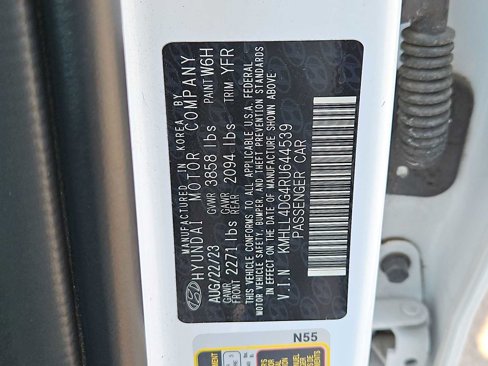 MANUFACTURED IN KOREA BY
HYUNDAI MOTOR COMPANY
AUG/22/23 GVWR 3858 lbs PAINT W6H
GAWR FRONT 2271 lbs GAWR REAR 2094 lbs TRIM YFR
THIS VEHICLE CONFORMS TO ALL APPLICABLE U.S.A. FEDERAL
MOTOR VEHICLE SAFETY, BUMPER, AND THEFT PREVENTION STANDARDS
IN EFFECT ON THE DATE OF MANUFACTURE SHOWN ABOVE
V.I.N KMHLL4DG4RU644539
PASSENGER CAR
N55